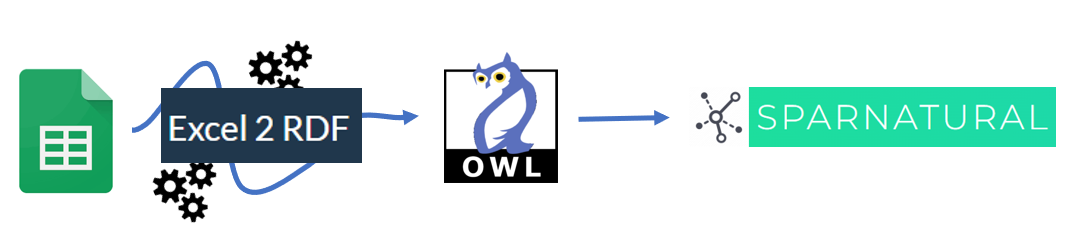 Excel 2 RDF
OWL
SPARNATURAL